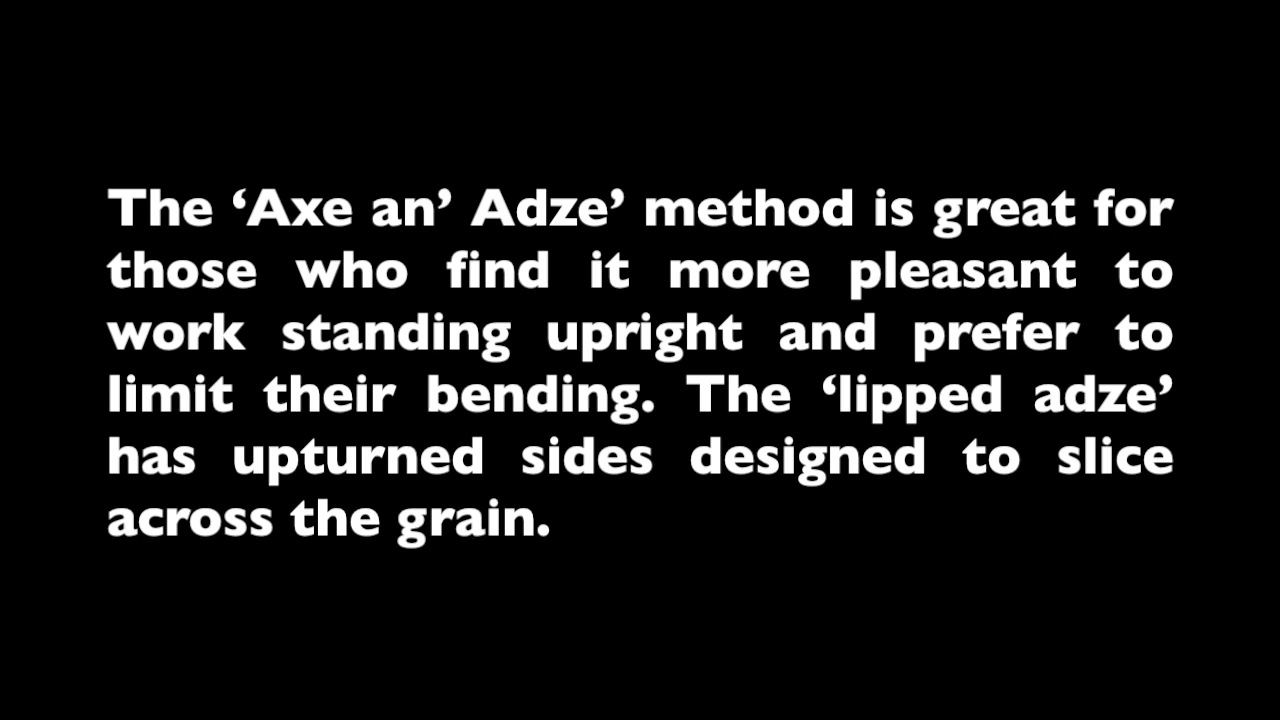 The ‘Axe an’ Adze’ method is great for
those who find it more pleasant to
work standing upright and prefer to
limit their bending. The ‘lipped adze’
has upturned sides designed to slice
across the grain.